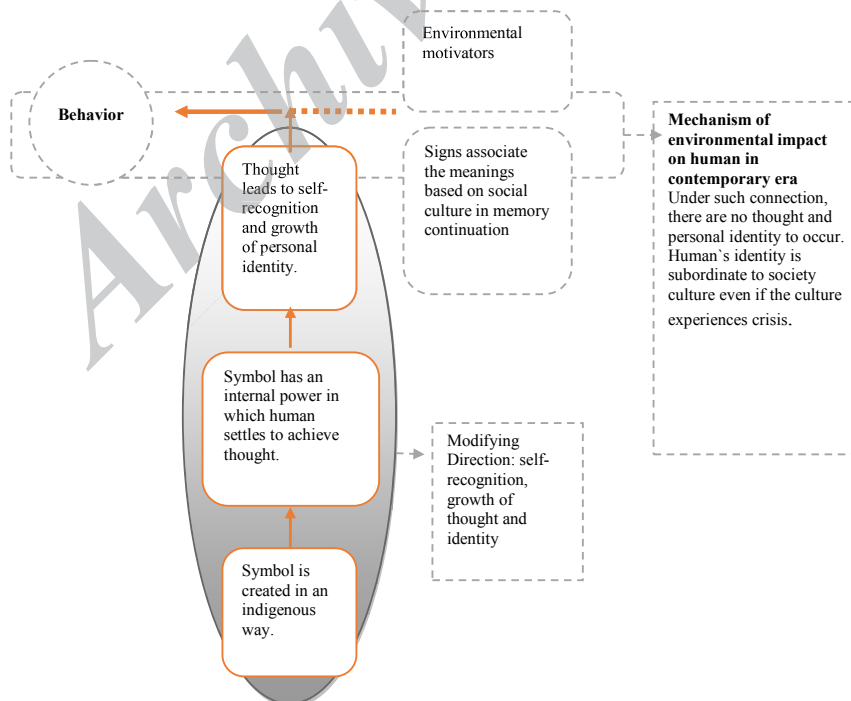 Environmental
motivators
Behavior
Signs associate
the meanings
based on social
culture in memory
continuation
Mechanism of
environmental impact
on human in
contemporary era
Under such connection,
there are no thought and
personal identity to occur.
Human`s identity is
subordinate to society
culture even if the culture
experiences crisis.
Thought
leads to self-
recognition
and growth
of personal
identity.
Symbol has an
internal power in
which human
settles to achieve
thought.
Modifying
Direction: self-
recognition,
growth of
thought and
identity
Symbol is
created in an
indigenous
way.
Archiv